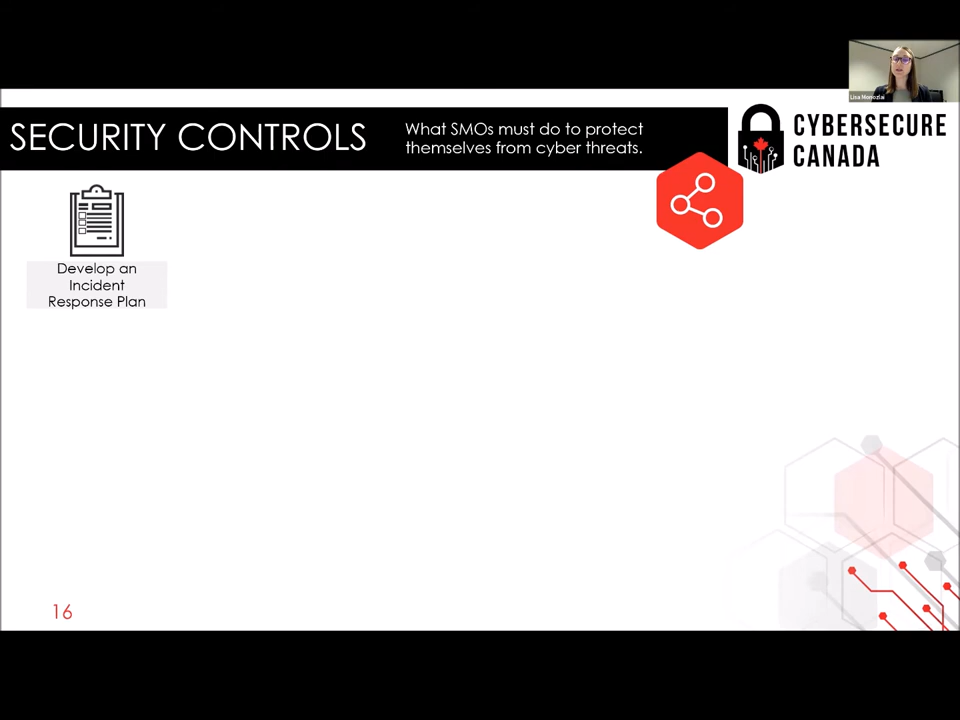 SECURITY CONTROLS
What SMOs must do to protect
themselves from cyber threats.
CYBERSECURE
CANADA
Develop an
Incident
Response Plan
16